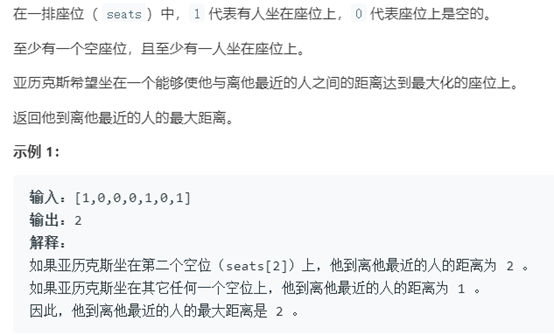 在一排座位（ seats）中，1 代表有人坐在座位上，0 代表座位上是空的。
至少有一个空座位，且至少有一人坐在座位上。
亚历克斯希望坐在一个能够使他与离他最近的人之间的距离达到最大化的座位上。
返回他到离他最近的人的最大距离。
示例 1：
输入：[1,0,0,0,1,0,1]
输出：2
解释：
如果亚历克斯坐在第二个空位（seats[2]）上，他到离他最近的人的距离为 2 。
如果亚历克斯坐在其它任何一个空位上，他到离他最近的人的距离为 1 。
因此，他到离他最近的人的最大距离是 2 。